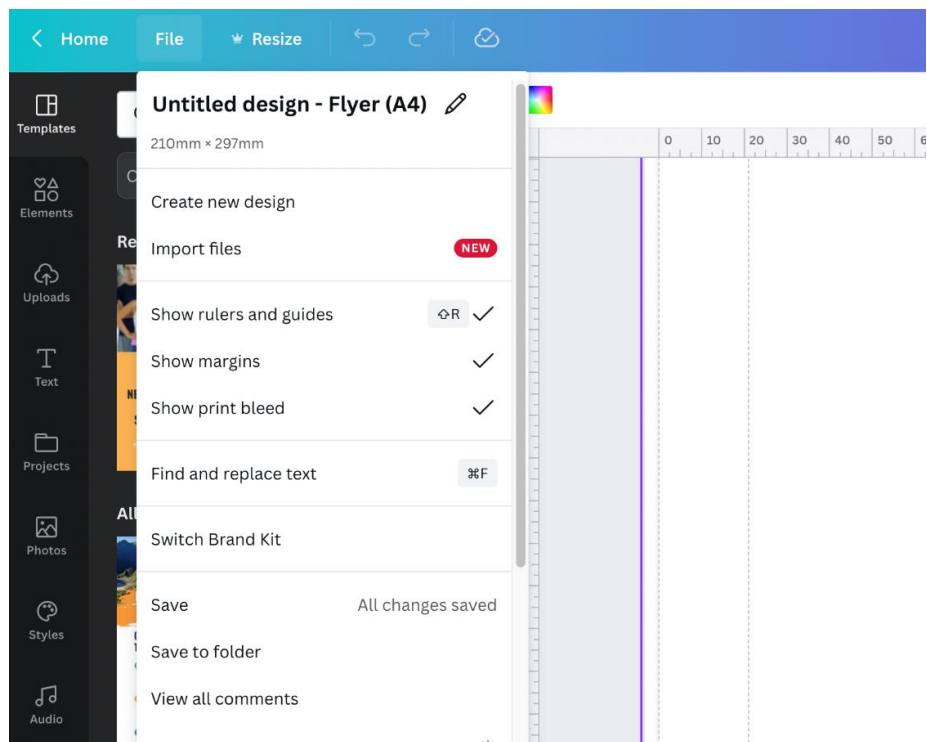 Home File Resize
Untitled design - Flyer (A4)
210mm × 297mm
Create new design
Import files NEW
Show rulers and guides ⇧R
Show margins
Show print bleed
Find and replace text ⌘F
Switch Brand Kit
Save All changes saved
Save to folder
View all comments
Templates
Elements
Uploads
Text
Projects
Photos
Styles
Audio
Re
All
0 10 20 30 40 50 6